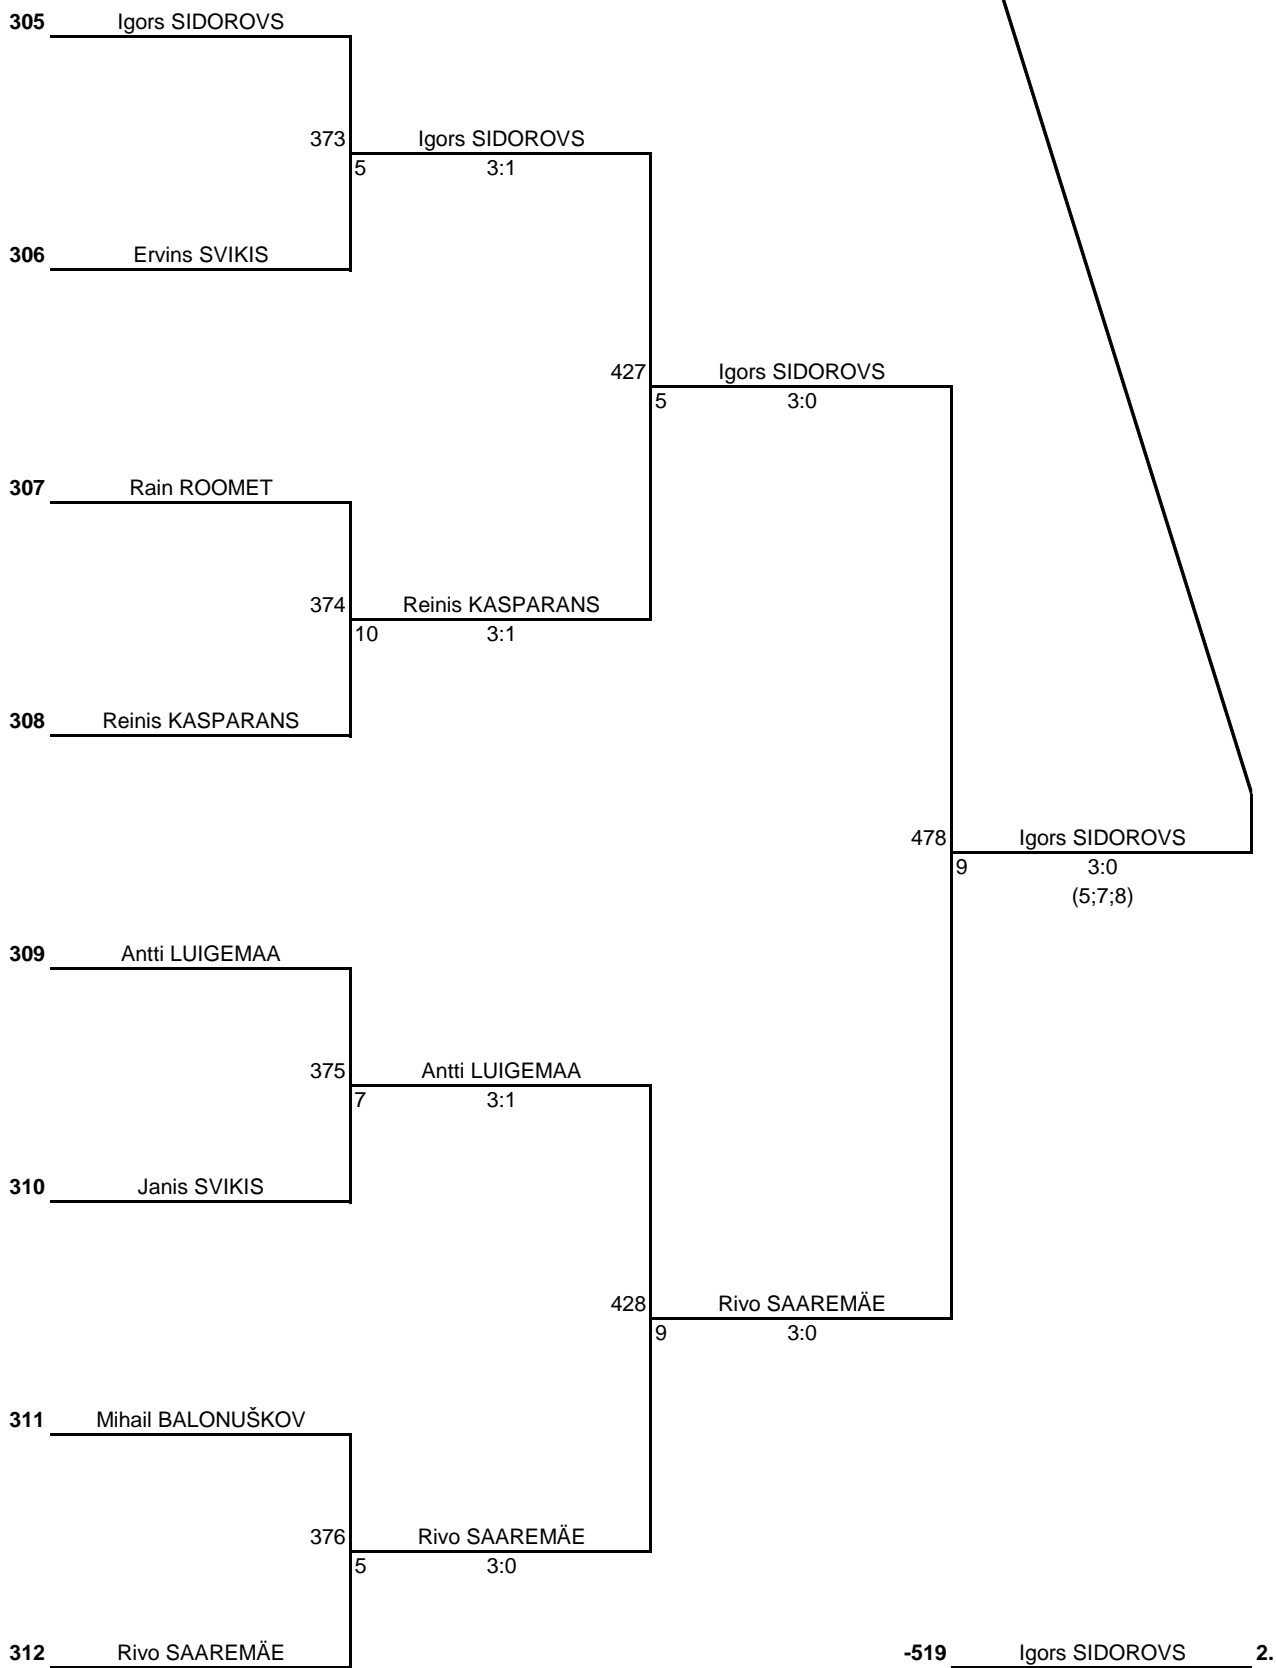 305 Igors SIDOROVS
373 Igors SIDOROVS
5 3:1
306 Ervins SVIKIS
427 Igors SIDOROVS
5 3:0
307 Rain ROOMET
374 Reinis KASPARANS
10 3:1
308 Reinis KASPARANS
478 Igors SIDOROVS
9 3:0
(5;7;8)
309 Antti LUIGEMAA
375 Antti LUIGEMAA
7 3:1
310 Janis SVIKIS
428 Rivo SAAREMÄE
9 3:0
311 Mihail BALONUŠKOV
376 Rivo SAAREMÄE
5 3:0
312 Rivo SAAREMÄE -519 Igors SIDOROVS 2.